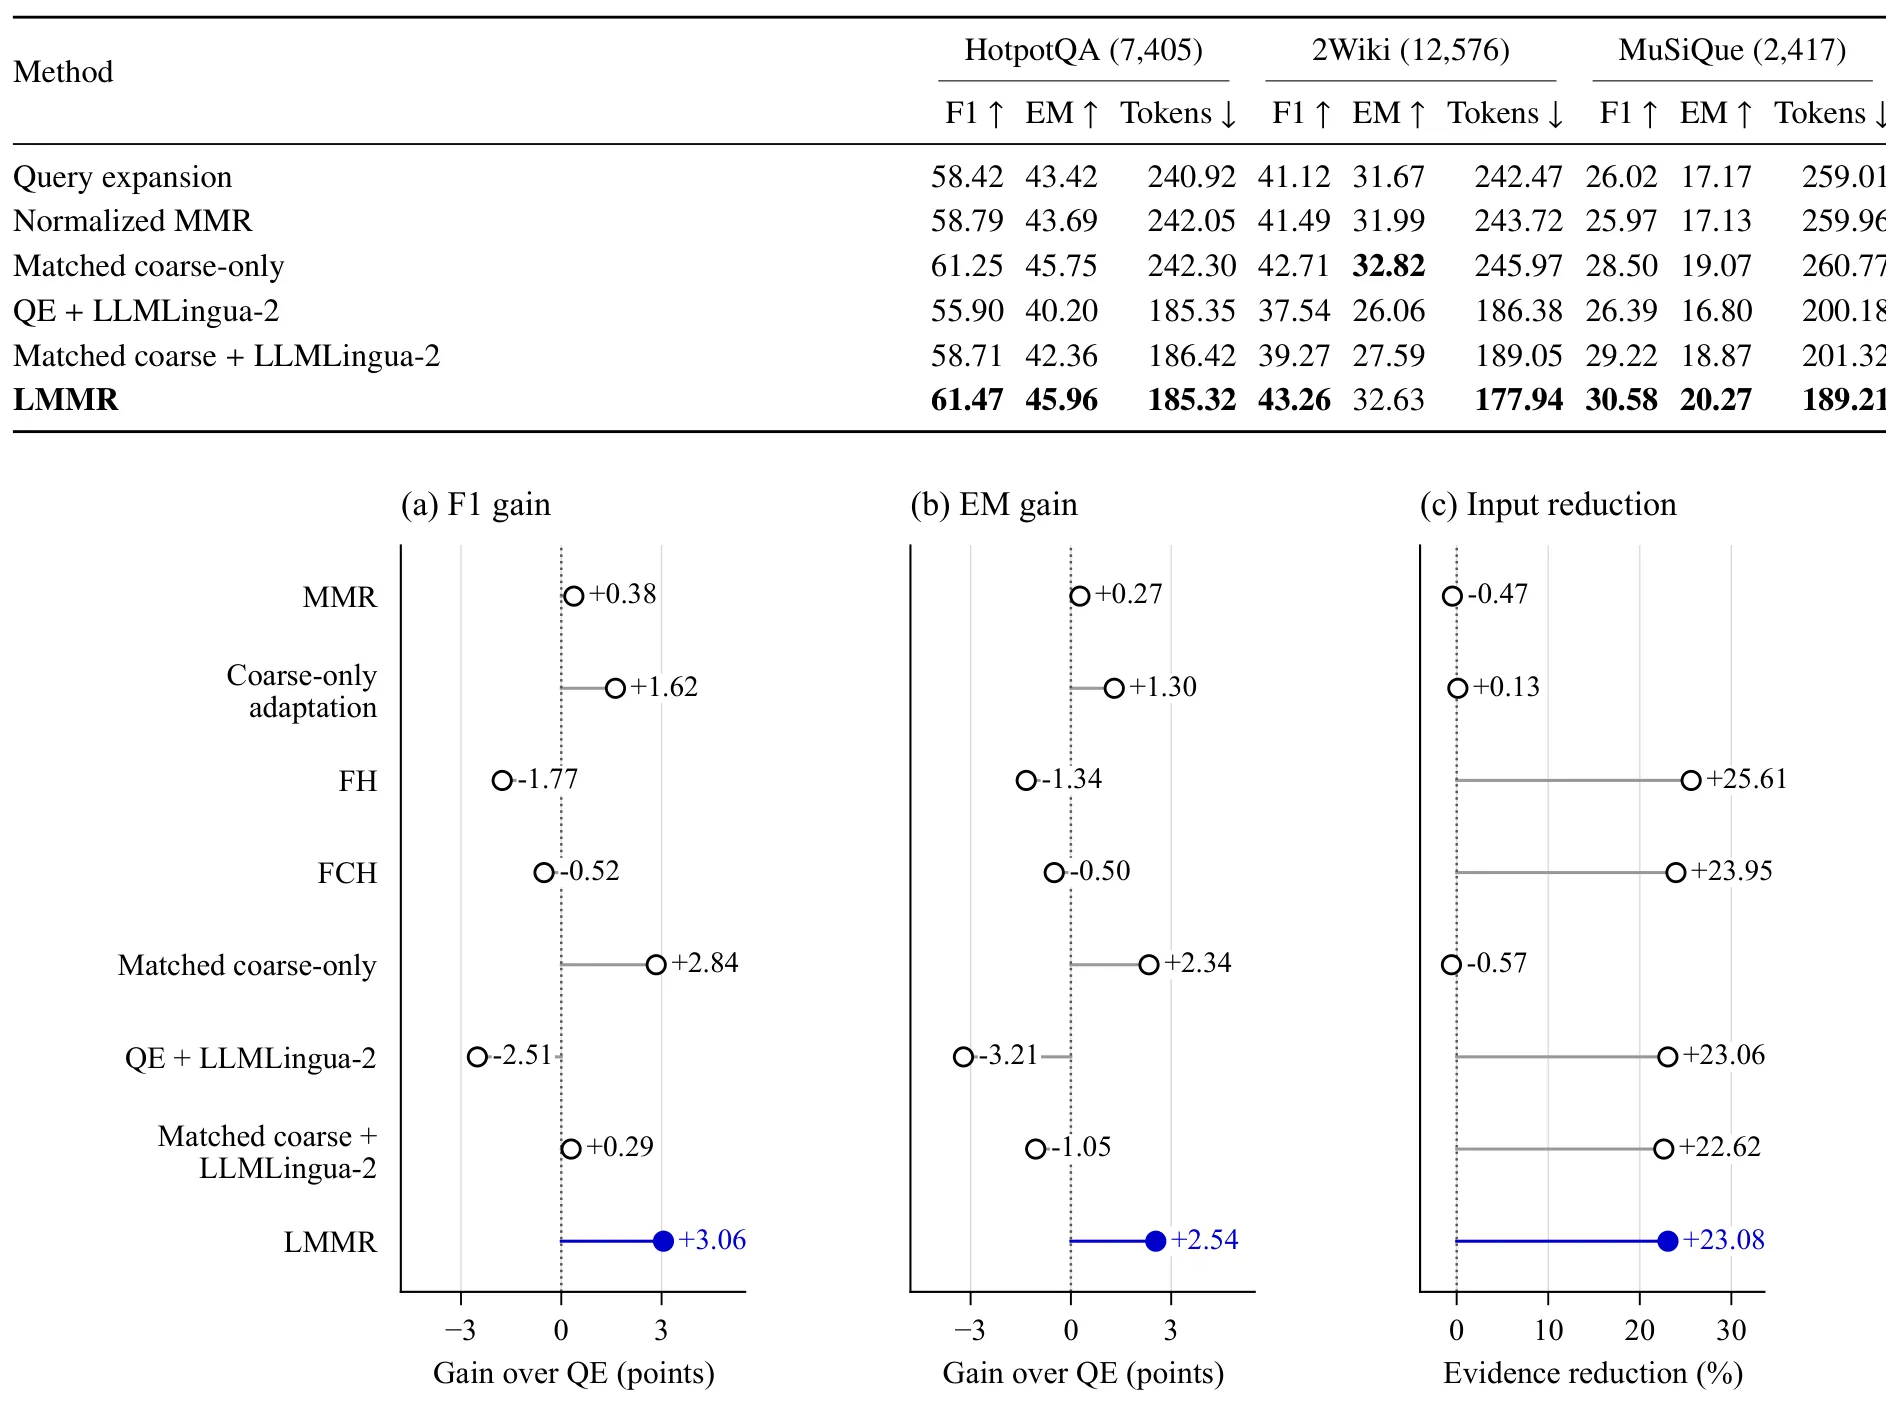 Method HotpotQA (7,405) 2Wiki (12,576) MuSiQue (2,417)
F1 ↑ EM ↑ Tokens ↓ F1 ↑ EM ↑ Tokens ↓ F1 ↑ EM ↑ Tokens ↓
Query expansion 58.42 43.42 240.92 41.12 31.67 242.47 26.02 17.17 259.01
Normalized MMR 58.79 43.69 242.05 41.49 31.99 243.72 25.97 17.13 259.96
Matched coarse-only 61.25 45.75 242.30 42.71 32.82 245.97 28.50 19.07 260.77
QE + LLMLingua-2 55.90 40.20 185.35 37.54 26.06 186.38 26.39 16.80 200.18
Matched coarse + LLMLingua-2 58.71 42.36 186.42 39.27 27.59 189.05 29.22 18.87 201.32
LMMR 61.47 45.96 185.32 43.26 32.63 177.94 30.58 20.27 189.21
(a) F1 gain (b) EM gain (c) Input reduction
MMR +0.38 +0.27 -0.47
Coarse-only
adaptation +1.62 +1.30 +0.13
FH -1.77 -1.34 +25.61
FCH -0.52 -0.50 +23.95
Matched coarse-only +2.84 +2.34 -0.57
QE + LLMLingua-2 -2.51 -3.21 +23.06
Matched coarse +
LLMLingua-2 +0.29 -1.05 +22.62
LMMR +3.06 +2.54 +23.08
−3 0 3 −3 0 3 0 10 20 30
Gain over QE (points) Gain over QE (points) Evidence reduction (%)